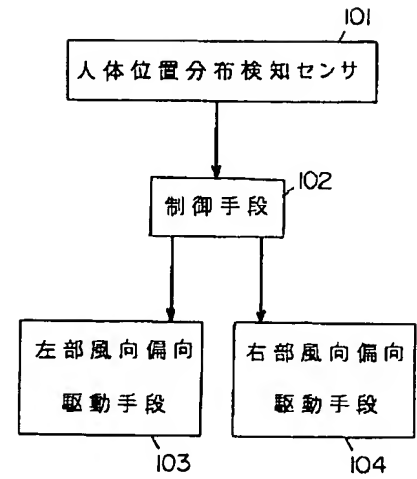 101
人体位置分布検知センサ
102
制御手段
左部風向偏向
駆動手段
103
右部風向偏向
駆動手段
104